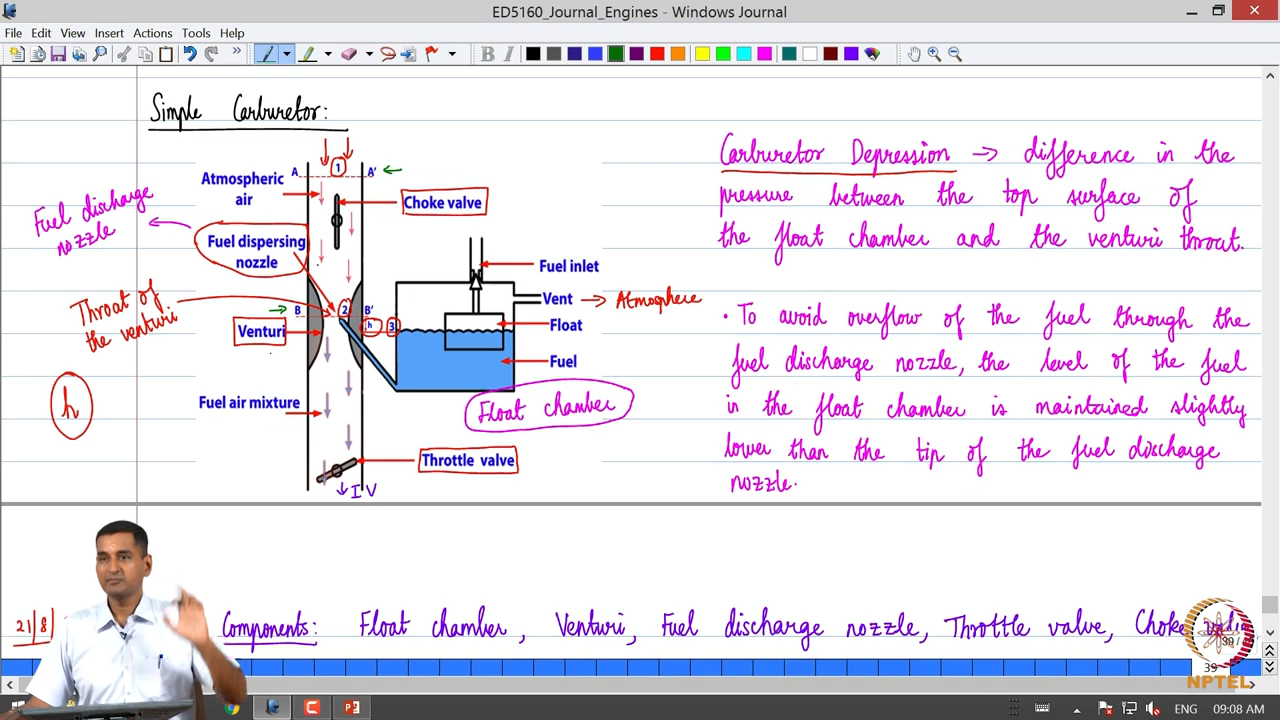 ED5160_Journal_Engines - Windows Journal
File Edit View Insert Actions Tools Help
Simple Carburetor:
1
A A'
Atmospheric
air
Choke valve
Fuel discharge
nozzle
Fuel dispersing
nozzle
Fuel inlet
Throat of
the venturi
B 2 B'
Vent → Atmosphere
h 3
Float
Venturi
Fuel
h
Fuel air mixture
Float chamber
Throttle valve
↓ I V
Carburetor Depression → difference in the
pressure between the top surface of
the float chamber and the venturi throat.
· To avoid overflow of the fuel through the
fuel discharge nozzle, the level of the fuel
in the float chamber is maintained slightly
lower than the tip of the fuel discharge
nozzle.
21/8
Components: Float chamber, Venturi, Fuel discharge nozzle, Throttle valve, Choke
39
NPTEL
ENG 09:08 AM